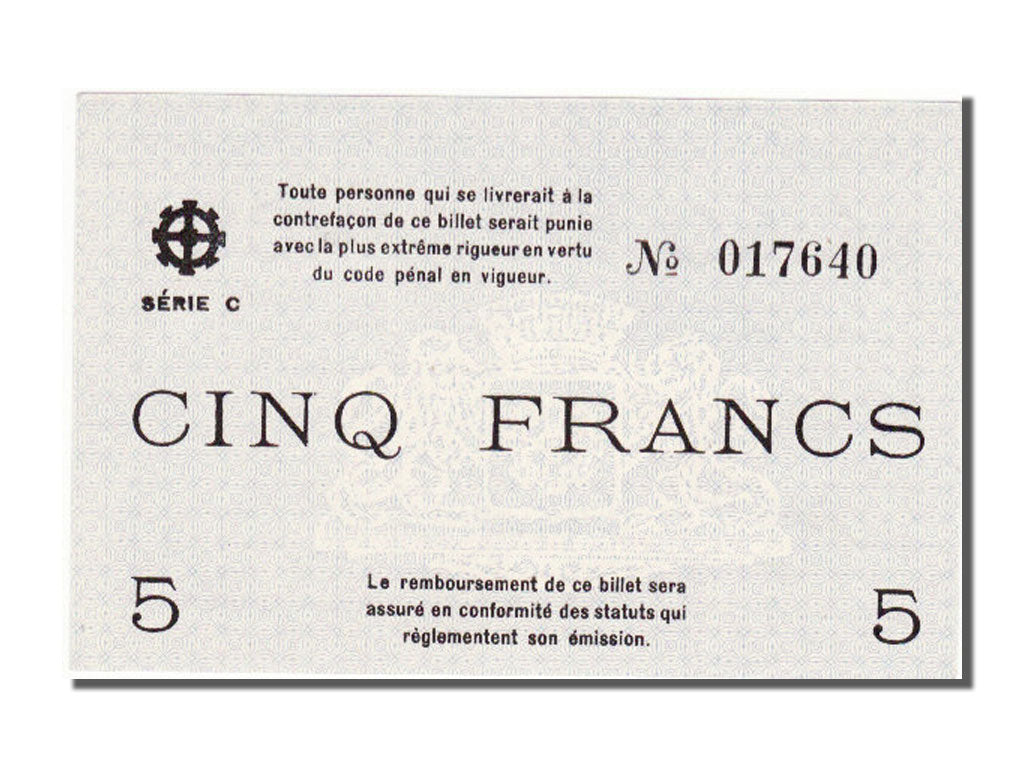 Toute personne qui se livrerait à la
contrefaçon de ce billet serait punie
avec la plus extrême rigueur en vertu
du code pénal en vigueur.
SÉRIE C
№ 017640
CINQ FRANCS
5
Le remboursement de ce billet sera
assuré en conformité des statuts qui
règlementent son émission.
5